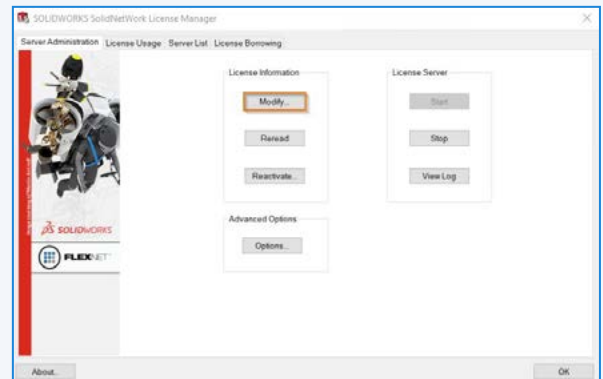 SOLIDWORKS SolidNetWork License Manager
Server Administration License Usage Server List License Borrowing
License Information
Modify...
Reread
Reactivate...
License Server
Start
Stop
View Log
Advanced Options
Options...
SOLIDWORKS
FLEXNET
About...
OK